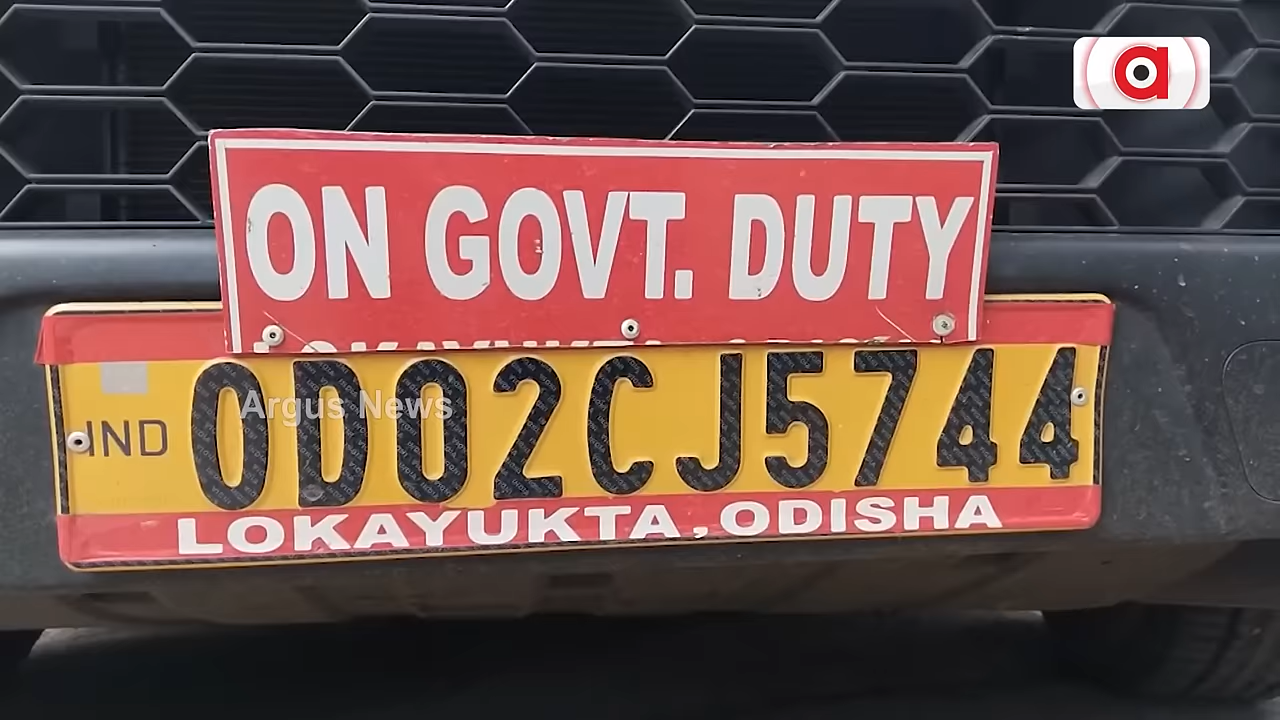 a
ON GOVT. DUTY
IND
OD02CJ5744
Argus News
LOKAYUKTA, ODISHA